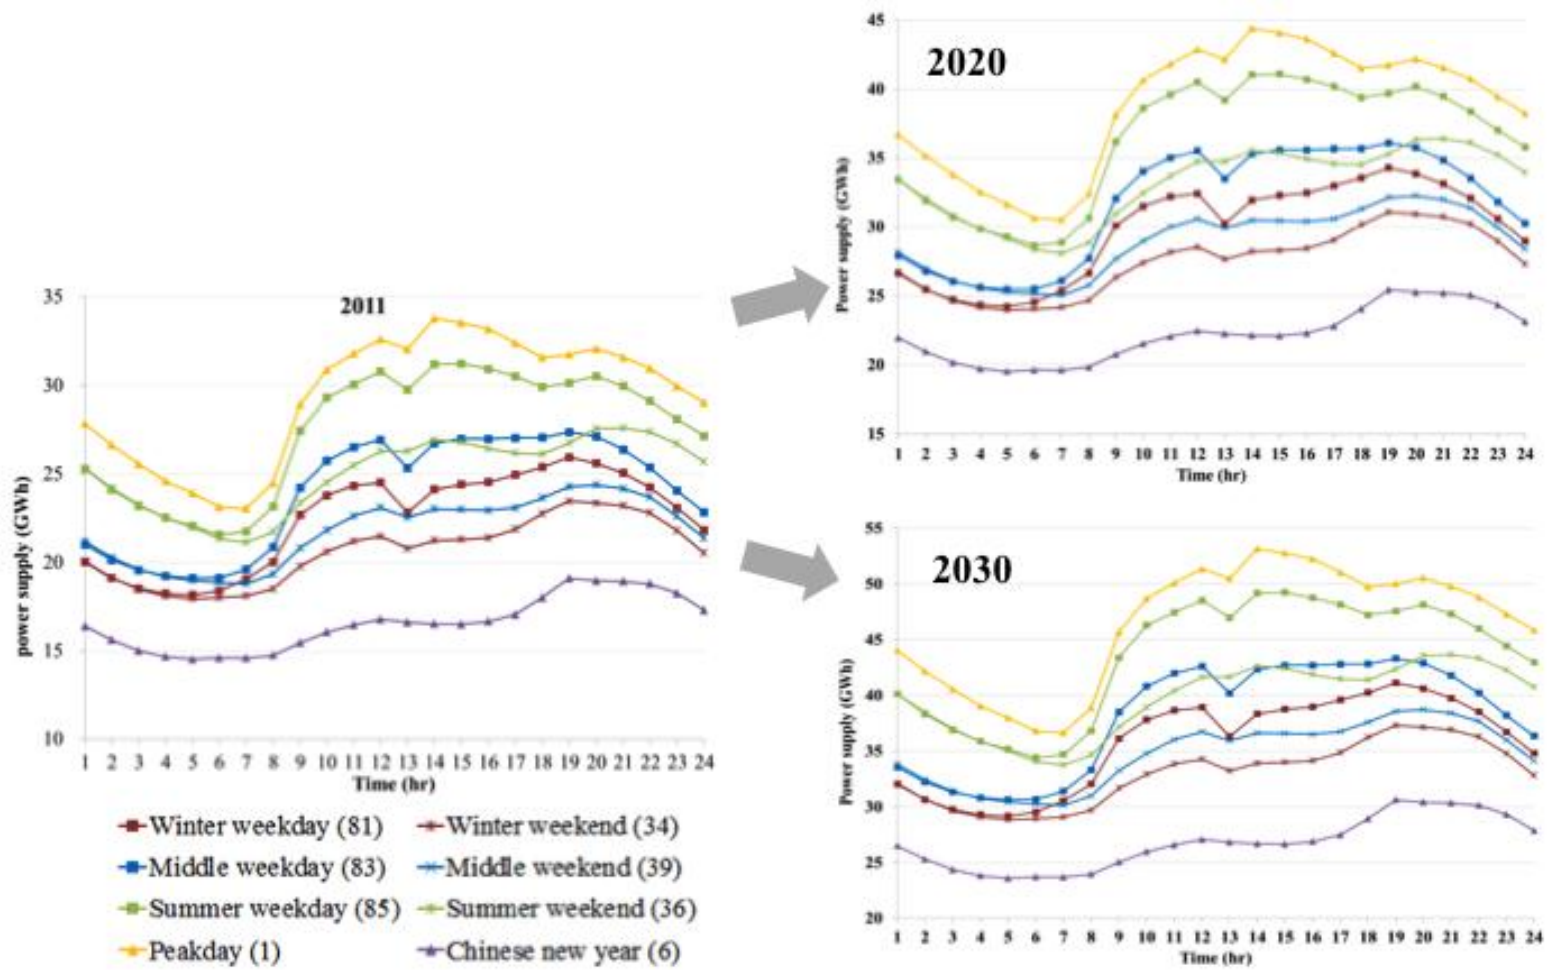 2011
power supply (GWh)
35
30
25
20
15
10
1 2 3 4 5 6 7 8 9 10 11 12 13 14 15 16 17 18 19 20 21 22 23 24
Time (hr)
Winter weekday (81)
Winter weekend (34)
Middle weekday (83)
Middle weekend (39)
Summer weekday (85)
Summer weekend (36)
Peakday (1)
Chinese new year (6)
2020
Power supply (GWh)
45
40
35
30
25
20
15
1 2 3 4 5 6 7 8 9 10 11 12 13 14 15 16 17 18 19 20 21 22 23 24
Time (hr)
2030
Power supply (GWh)
55
50
45
40
35
30
25
20
1 2 3 4 5 6 7 8 9 10 11 12 13 14 15 16 17 18 19 20 21 22 23 24
Time (hr)